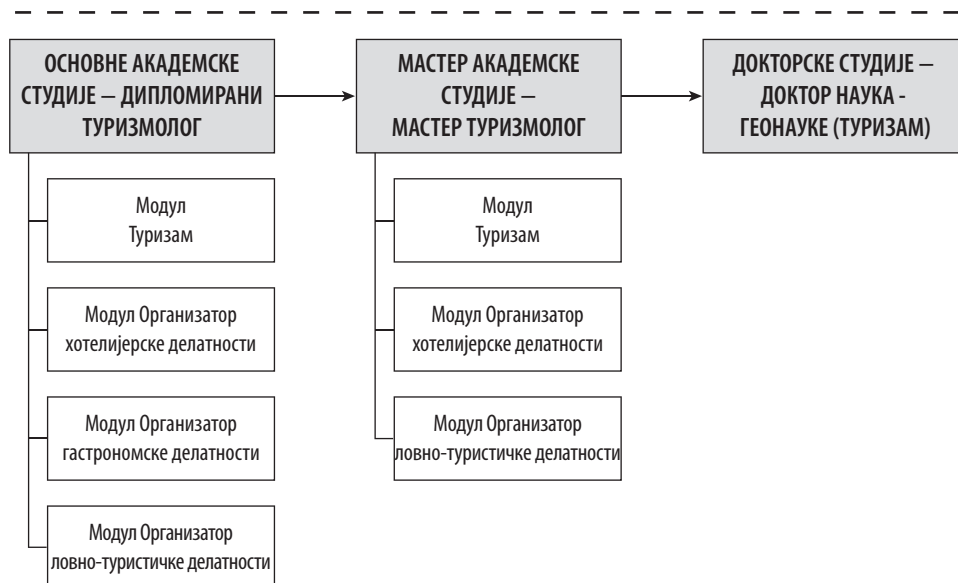 ОСНОВНЕ АКАДЕМСКЕ
СТУДИЈЕ – ДИПЛОМИРАНИ
ТУРИЗМОЛОГ
Модул
Туризам
Модул Организатор
хотелијерске делатности
Модул Организатор
гастрономске делатности
Модул Организатор
ловно-туристичке делатности
МАСТЕР АКАДЕМСКЕ
СТУДИЈЕ –
МАСТЕР ТУРИЗМОЛОГ
Модул
Туризам
Модул Организатор
хотелијерске делатности
Модул Организатор
ловно-туристичке делатности
ДОКТОРСКЕ СТУДИЈЕ –
ДОКТОР НАУКА -
ГЕОНАУКЕ (ТУРИЗАМ)